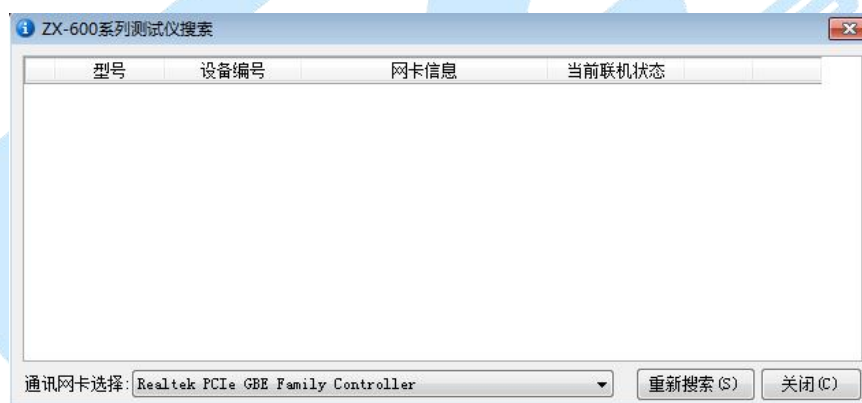 ZX-600系列测试仪搜索
型号 设备编号 网卡信息 当前联机状态
通讯网卡选择: Realtek PCIe GBE Family Controller 重新搜索(S) 关闭(C)